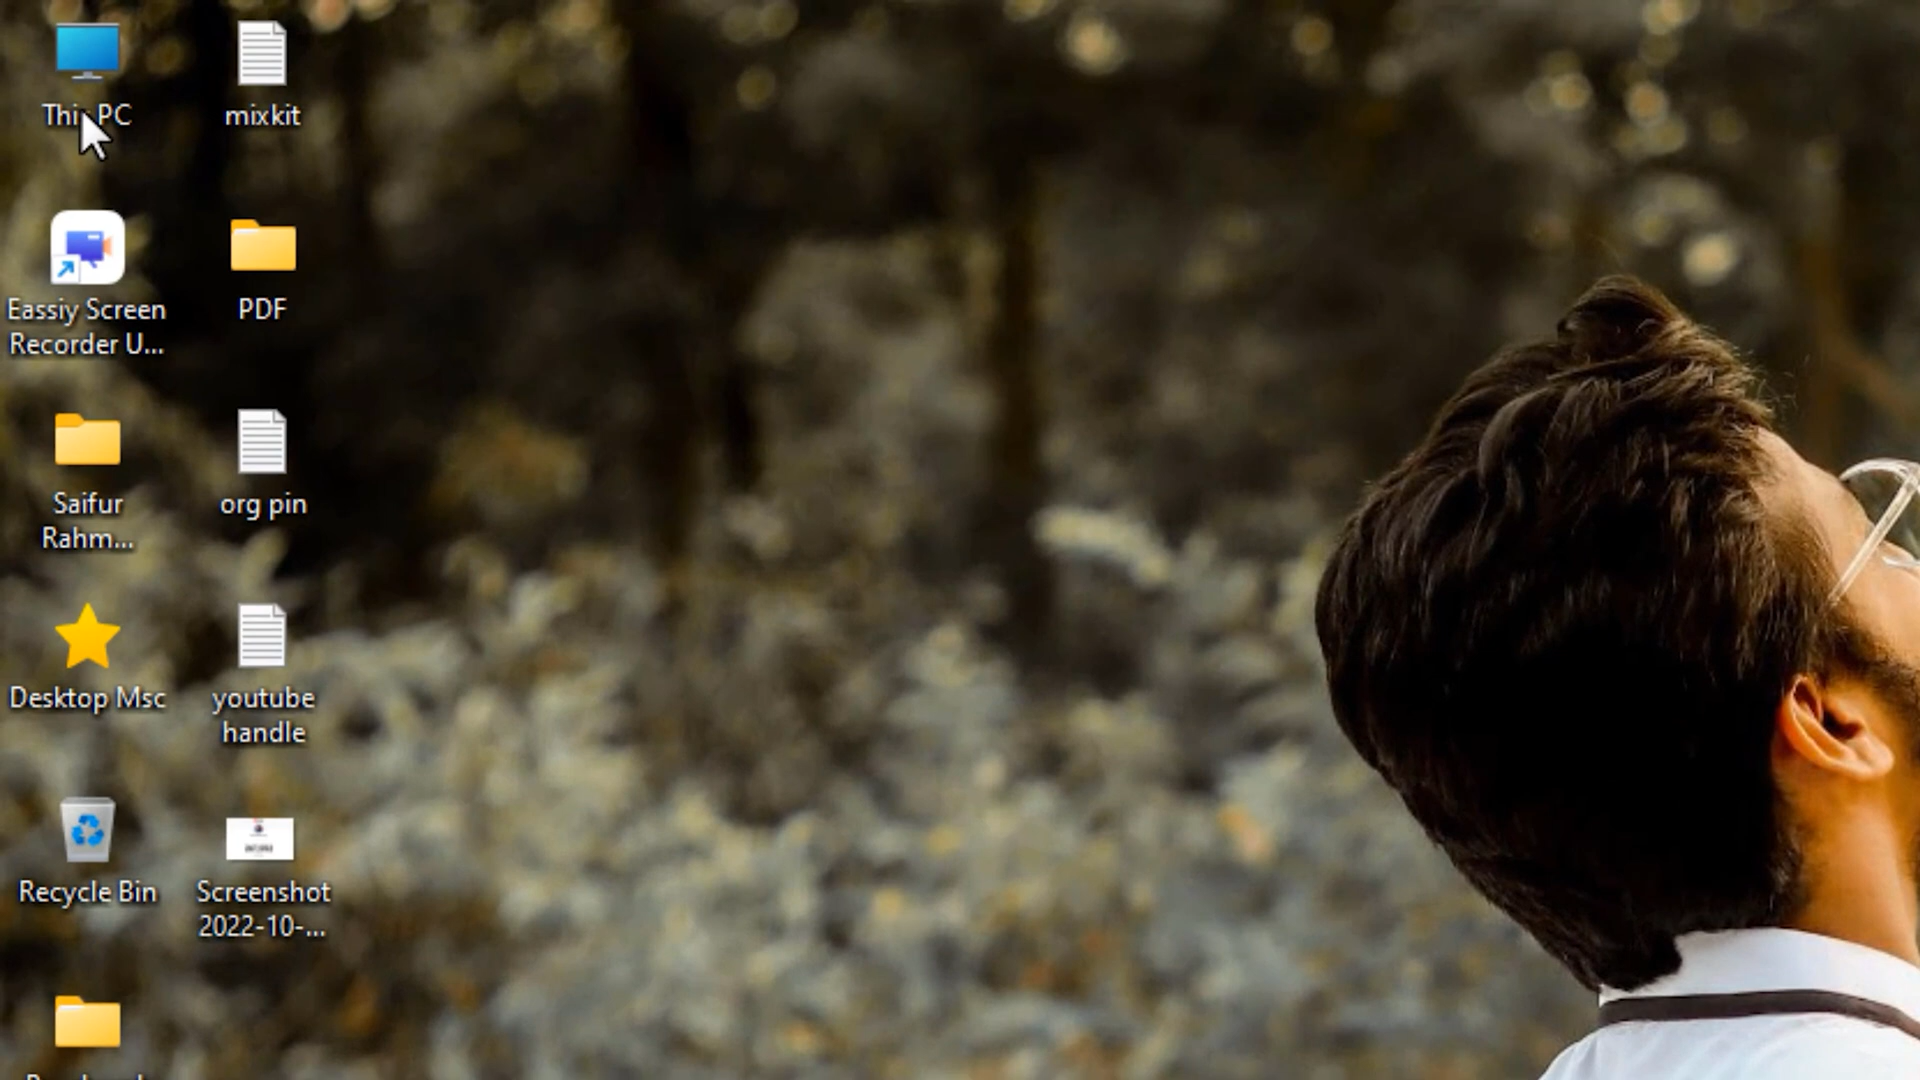 This PC
mixkit
Eassiy Screen
Recorder U...
PDF
Saifur
Rahm...
org pin
Desktop Msc
youtube
handle
Recycle Bin
Screenshot
2022-10-...